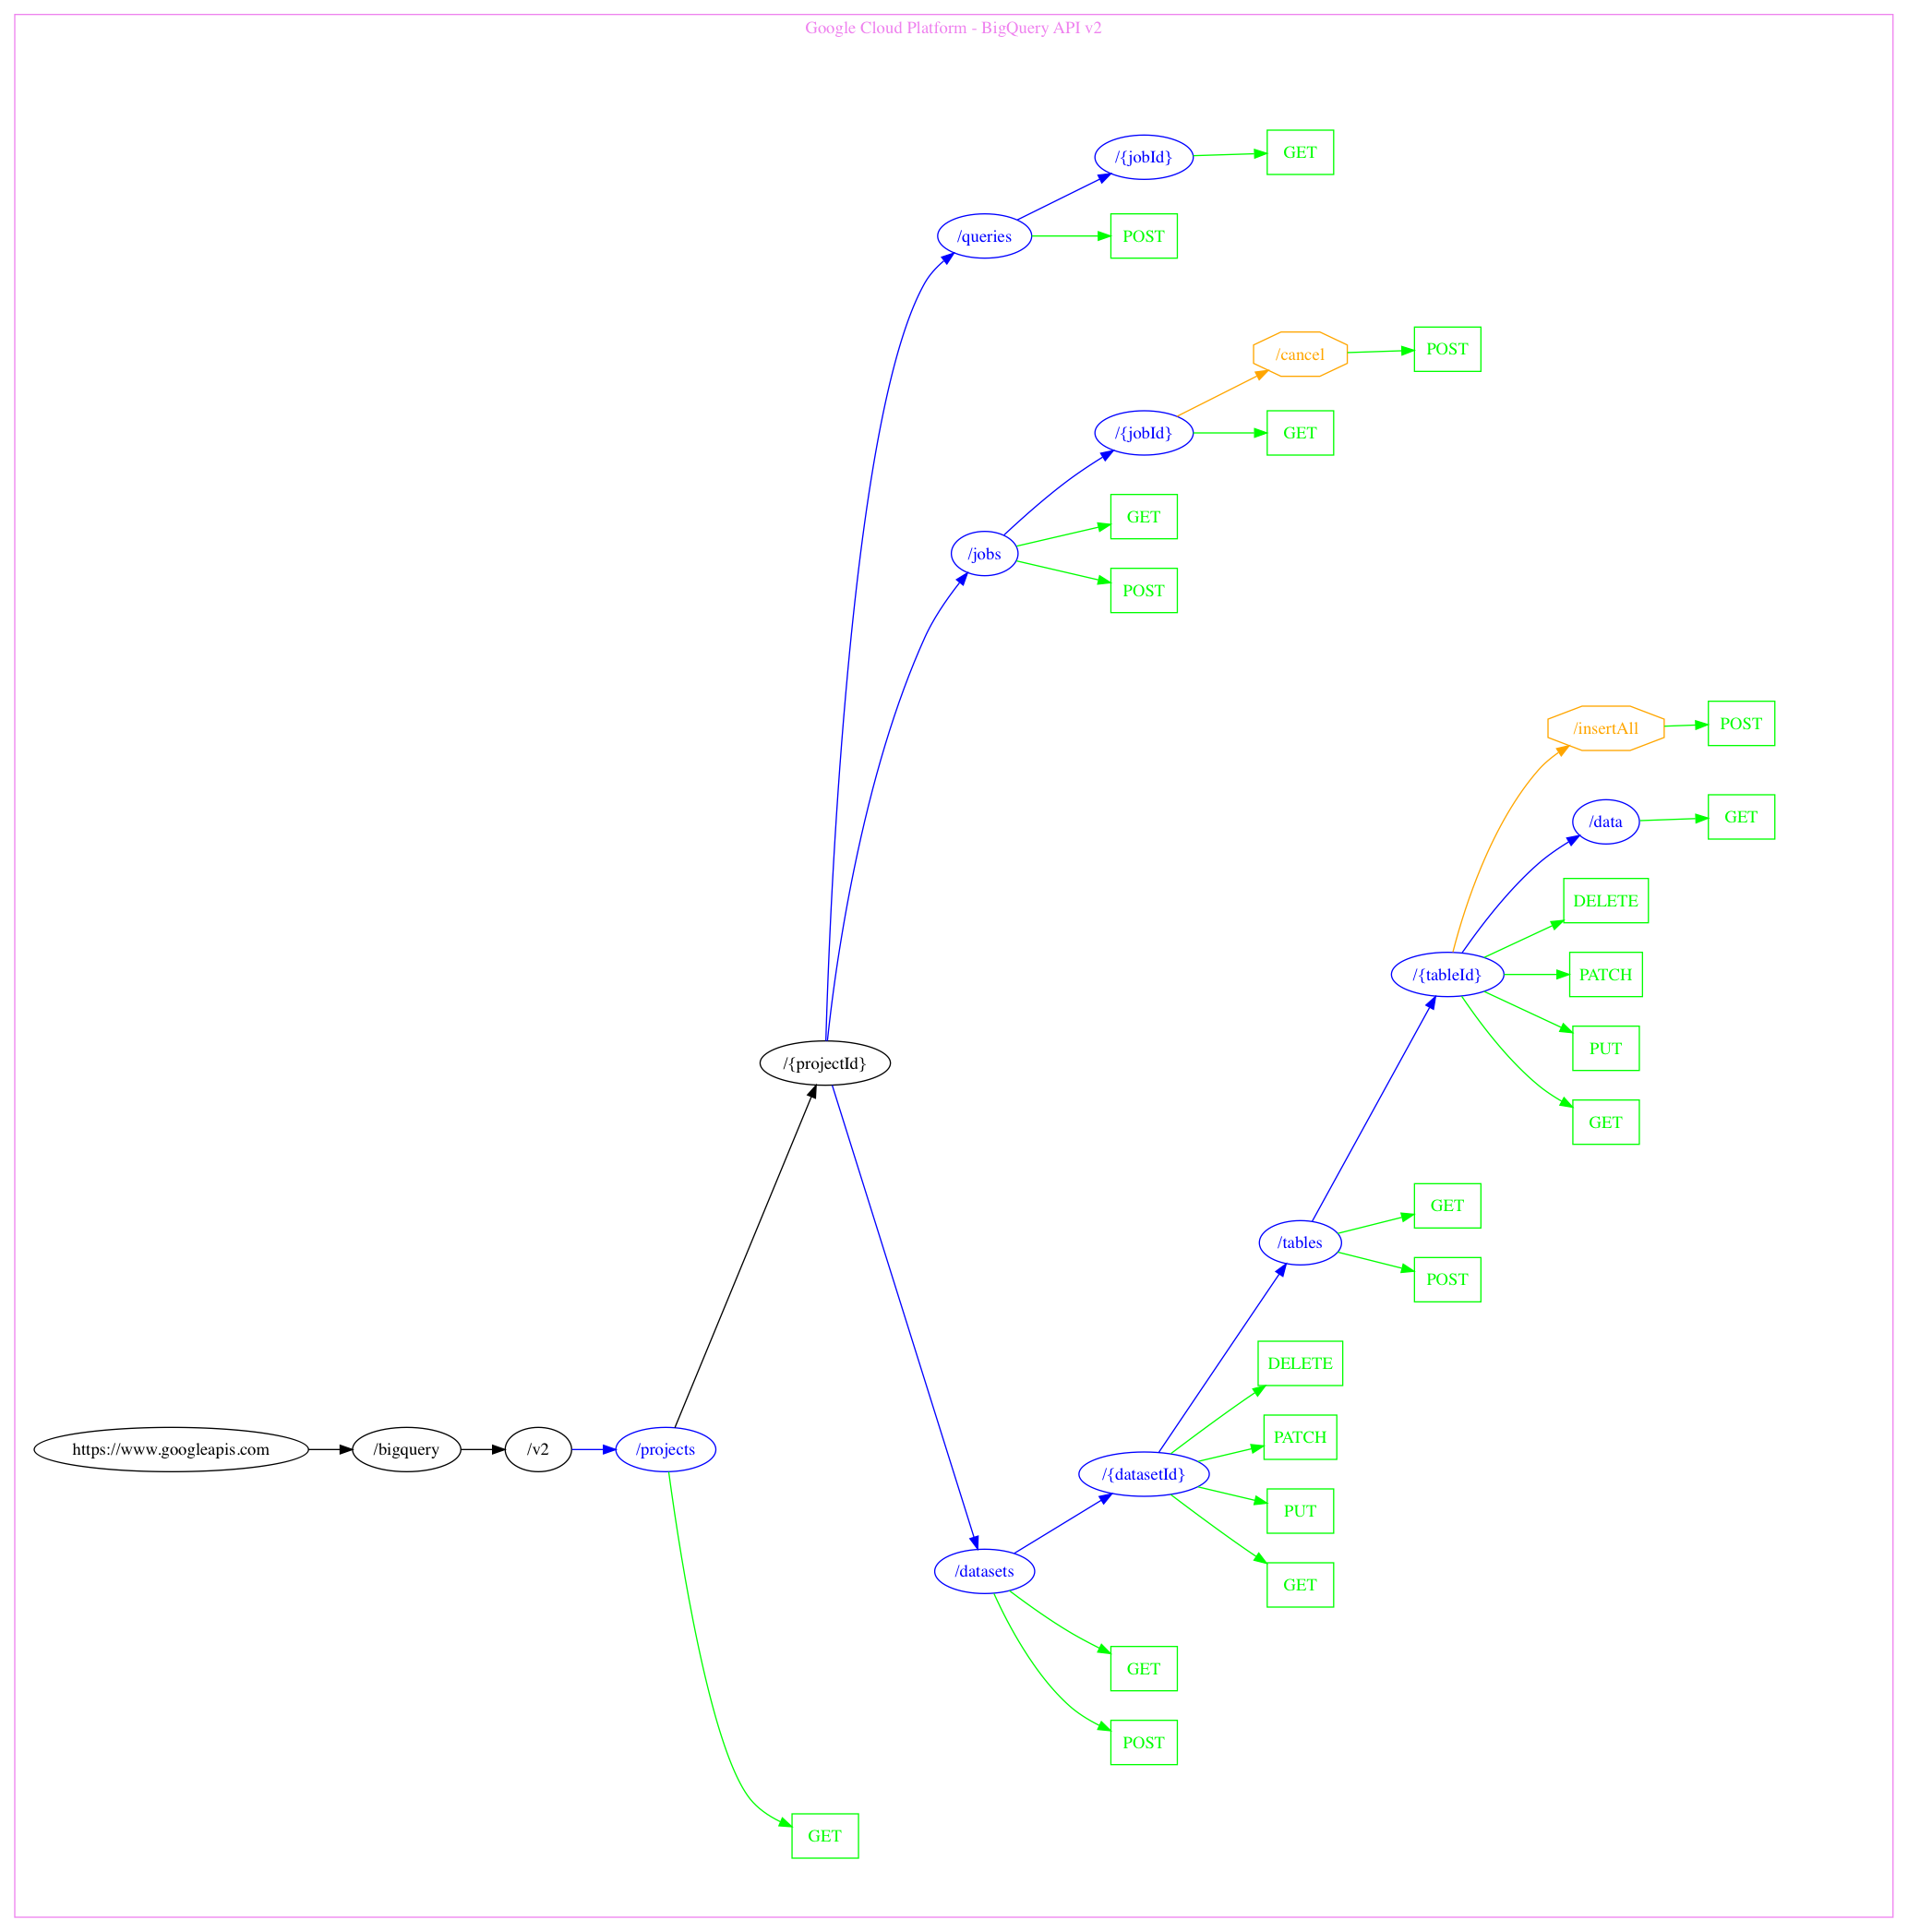 Google Cloud Platform - BigQuery API v2
/{jobId}
GET
/queries
POST
/cancel
POST
/{jobId}
GET
GET
/jobs
POST
/insertAll
POST
/data
GET
DELETE
/{tableId}
PATCH
PUT
/{projectId}
GET
GET
/tables
POST
DELETE
PATCH
https://www.googleapis.com
/bigquery
/v2
/projects
/{datasetId}
PUT
/datasets
GET
GET
POST
GET